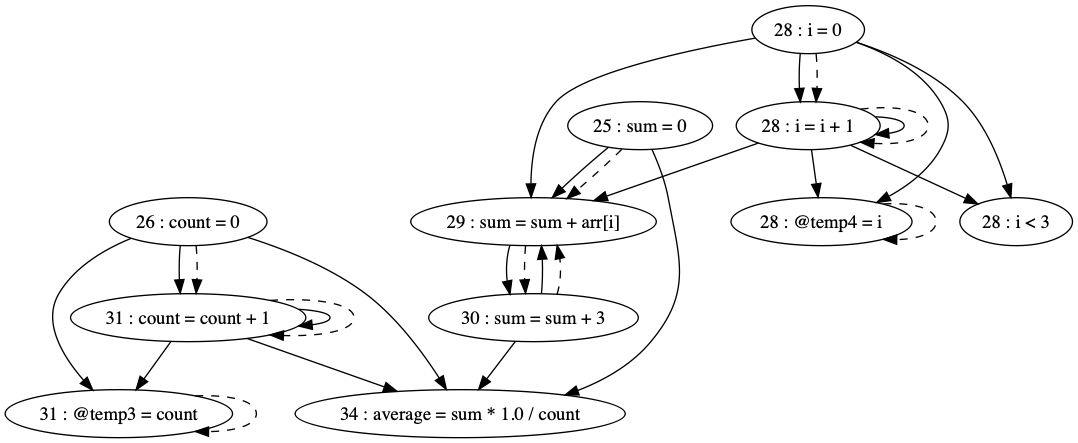 28 : i = 0
25 : sum = 0
28 : i = i + 1
26 : count = 0
29 : sum = sum + arr[i]
28 : @temp4 = i
28 : i < 3
31 : count = count + 1
30 : sum = sum + 3
31 : @temp3 = count
34 : average = sum * 1.0 / count